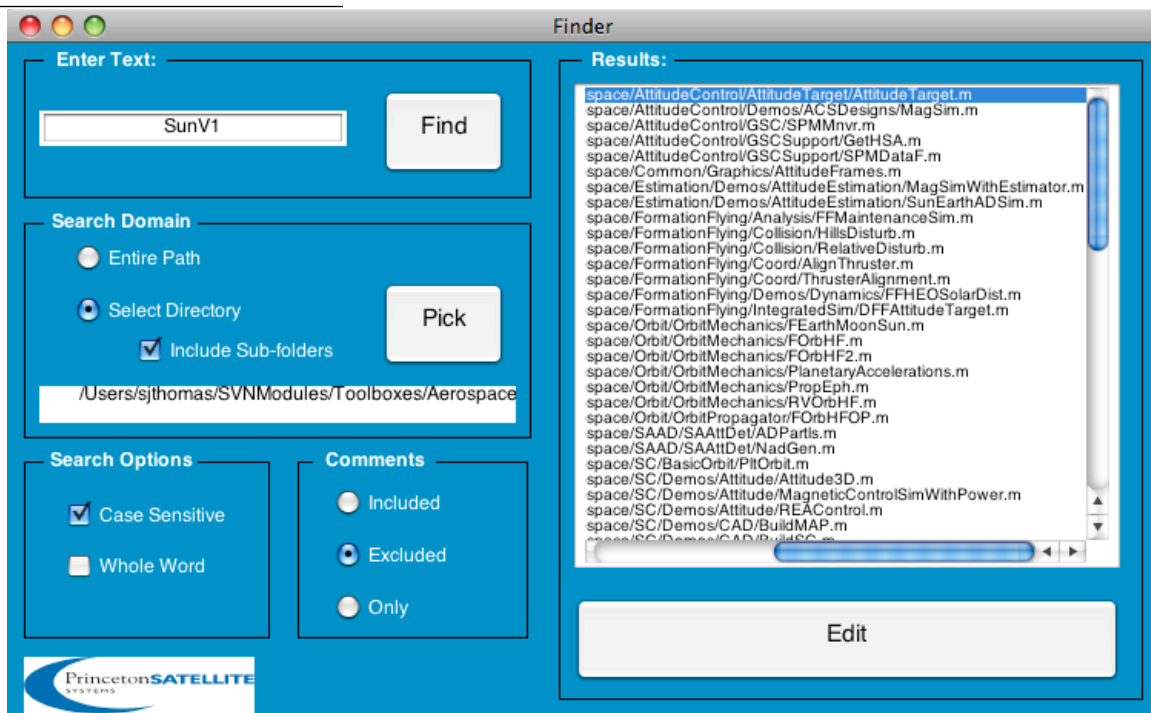 Finder
Enter Text:
SunV1
Find
Search Domain
Entire Path
Select Directory
Pick
Include Sub-folders
/Users/sjthomas/SVNModules/Toolboxes/Aerospace
Search Options
Case Sensitive
Whole Word
Comments
Included
Excluded
Only
PrincetonSATELLITE
SYSTEMS
Results:
space/AttitudeControl/AttitudeTarget/AttitudeTarget.m
space/AttitudeControl/Demos/ACSDesigns/MagSim.m
space/AttitudeControl/GSC/SPMMnvr.m
space/AttitudeControl/GSCSupport/GetHSA.m
space/AttitudeControl/GSCSupport/SPMDataF.m
space/Common/Graphics/AttitudeFrames.m
space/Estimation/Demos/AttitudeEstimation/MagSimWithEstimator.m
space/Estimation/Demos/AttitudeEstimation/SunEarthADSim.m
space/FormationFlying/Analysis/FFMaintenanceSim.m
space/FormationFlying/Collision/HillsDisturb.m
space/FormationFlying/Collision/RelativeDisturb.m
space/FormationFlying/Coord/AlignThruster.m
space/FormationFlying/Coord/ThrusterAlignment.m
space/FormationFlying/Demos/Dynamics/FFHEOSolarDist.m
space/FormationFlying/IntegratedSim/DFFAttitudeTarget.m
space/Orbit/OrbitMechanics/FEarthMoonSun.m
space/Orbit/OrbitMechanics/FOrbHF.m
space/Orbit/OrbitMechanics/FOrbHF2.m
space/Orbit/OrbitMechanics/PlanetaryAccelerations.m
space/Orbit/OrbitMechanics/PropEph.m
space/Orbit/OrbitMechanics/RVOrbHF.m
space/Orbit/OrbitPropagator/FOrbHFOP.m
space/SAAD/SAAttDet/ADPartls.m
space/SAAD/SAAttDet/NadGen.m
space/SC/BasicOrbit/PltOrbit.m
space/SC/Demos/Attitude/Attitude3D.m
space/SC/Demos/Attitude/MagneticControlSimWithPower.m
space/SC/Demos/Attitude/REAControl.m
space/SC/Demos/CAD/BuildMAP.m
space/SC/Demos/CAD/BuildSC.m
Edit